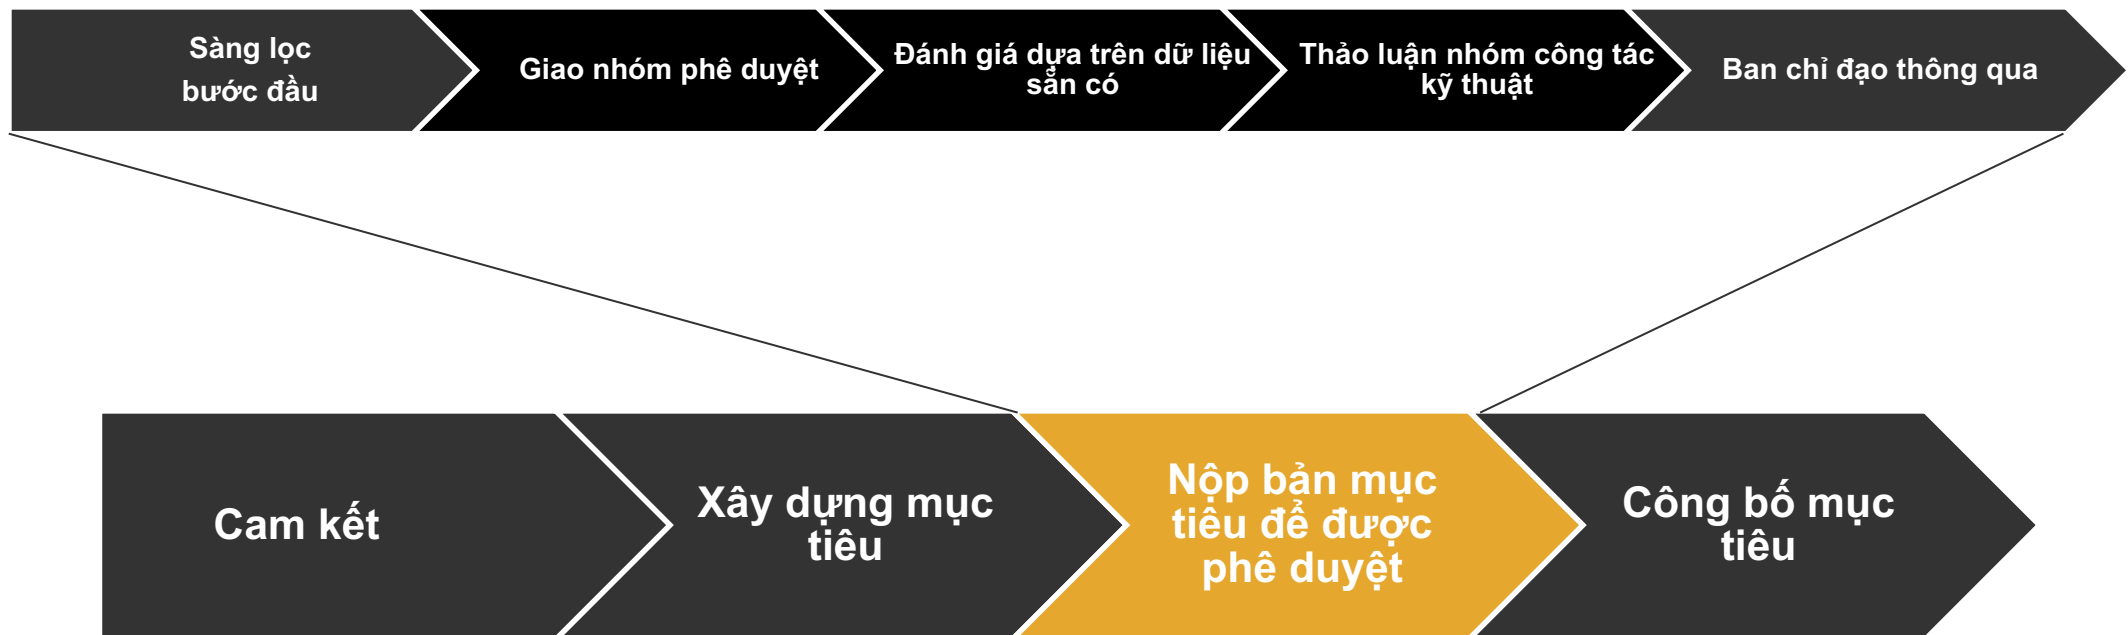 Sàng lọc
bước đầu
Giao nhóm phê duyệt
Đánh giá dựa trên dữ liệu
sẵn có
Thảo luận nhóm công tác
kỹ thuật
Ban chỉ đạo thông qua
Cam kết
Xây dựng mục
tiêu
Nộp bản mục
tiêu để được
phê duyệt
Công bố mục
tiêu